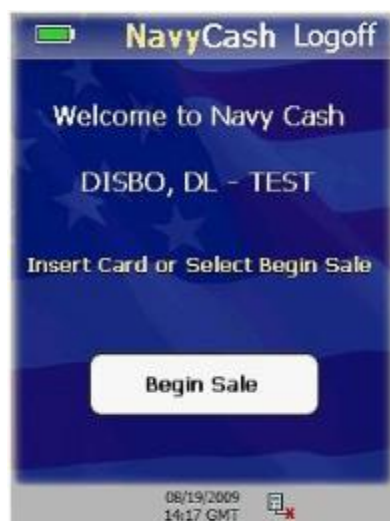 NavyCash Logoff
Welcome to Navy Cash
DISBO, DL - TEST
Insert Card or Select Begin Sale
Begin Sale
08/19/2009
14:17 GMT